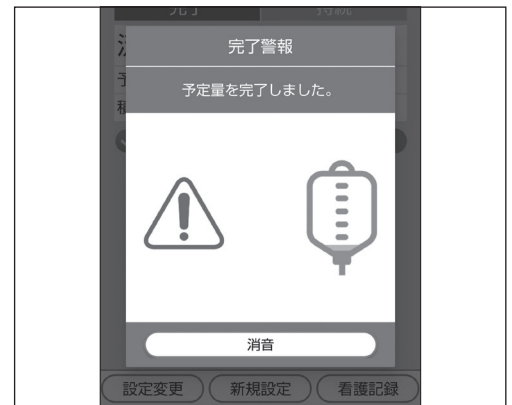 完了警報
予定量を完了しました。
消音
設定変更
新規設定
看護記録